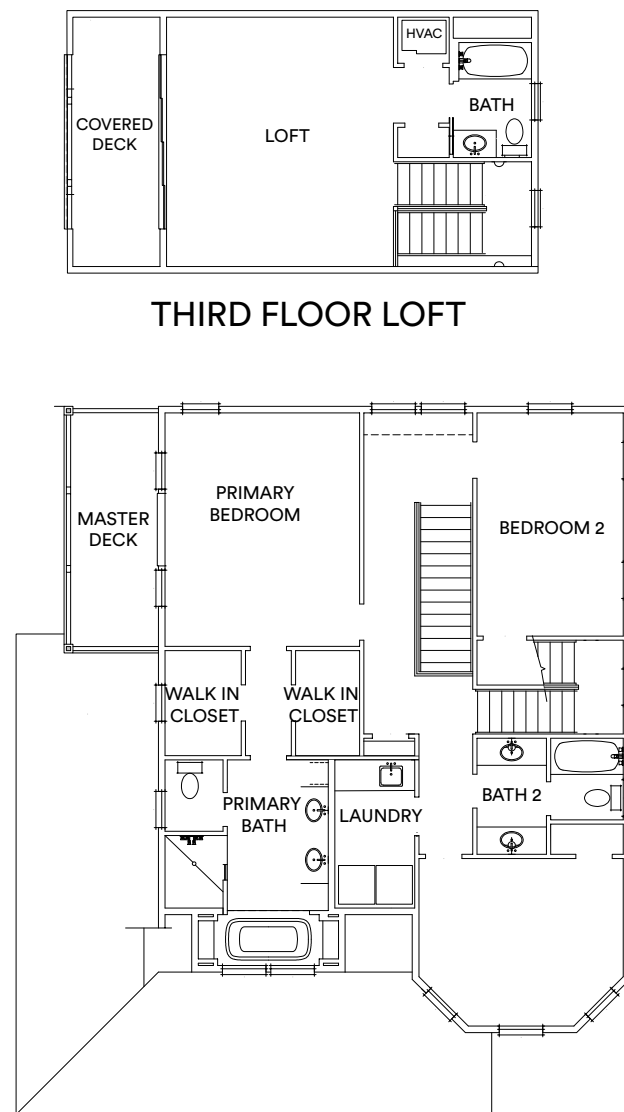 HVAC
COVERED
DECK
LOFT
BATH
THIRD FLOOR LOFT
PRIMARY
BEDROOM
MASTER
DECK
BEDROOM 2
WALK IN
CLOSET
WALK IN
CLOSET
PRIMARY
BATH
LAUNDRY
BATH 2